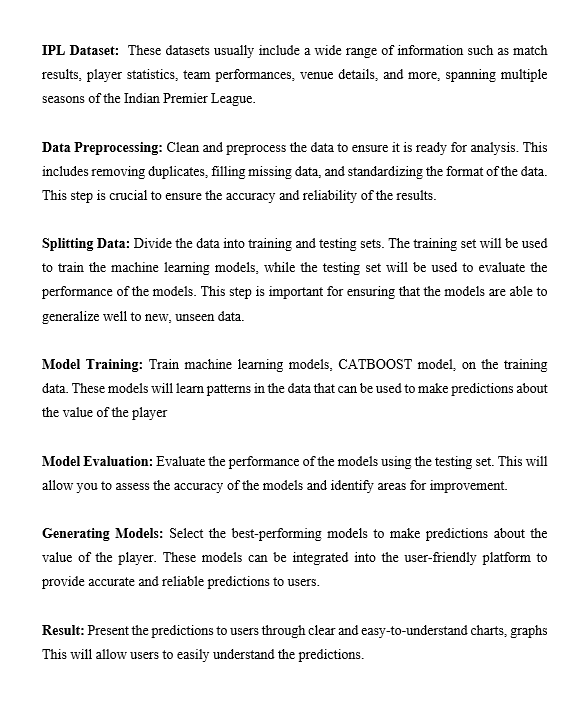 IPL Dataset: These datasets usually include a wide range of information such as match
results, player statistics, team performances, venue details, and more, spanning multiple
seasons of the Indian Premier League.
Data Preprocessing: Clean and preprocess the data to ensure it is ready for analysis. This
includes removing duplicates, filling missing data, and standardizing the format of the data.
This step is crucial to ensure the accuracy and reliability of the results.
Splitting Data: Divide the data into training and testing sets. The training set will be used
to train the machine learning models, while the testing set will be used to evaluate the
performance of the models. This step is important for ensuring that the models are able to
generalize well to new, unseen data.
Model Training: Train machine learning models, CATBOOST model, on the training
data. These models will learn patterns in the data that can be used to make predictions about
the value of the player
Model Evaluation: Evaluate the performance of the models using the testing set. This will
allow you to assess the accuracy of the models and identify areas for improvement.
Generating Models: Select the best-performing models to make predictions about the
value of the player. These models can be integrated into the user-friendly platform to
provide accurate and reliable predictions to users.
Result: Present the predictions to users through clear and easy-to-understand charts, graphs
This will allow users to easily understand the predictions.